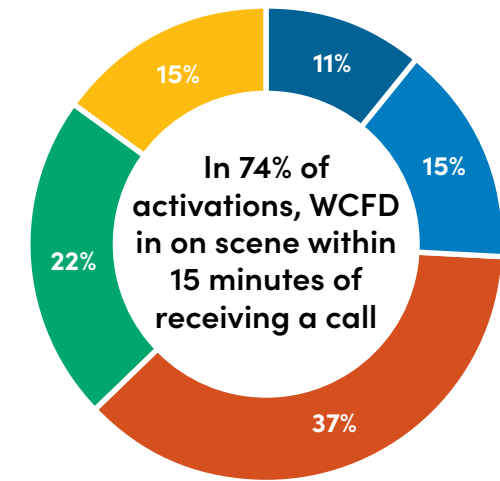 11%
15%
15%
In 74% of
activations, WCFD
in on scene within
15 minutes of
receiving a call
22%
37%